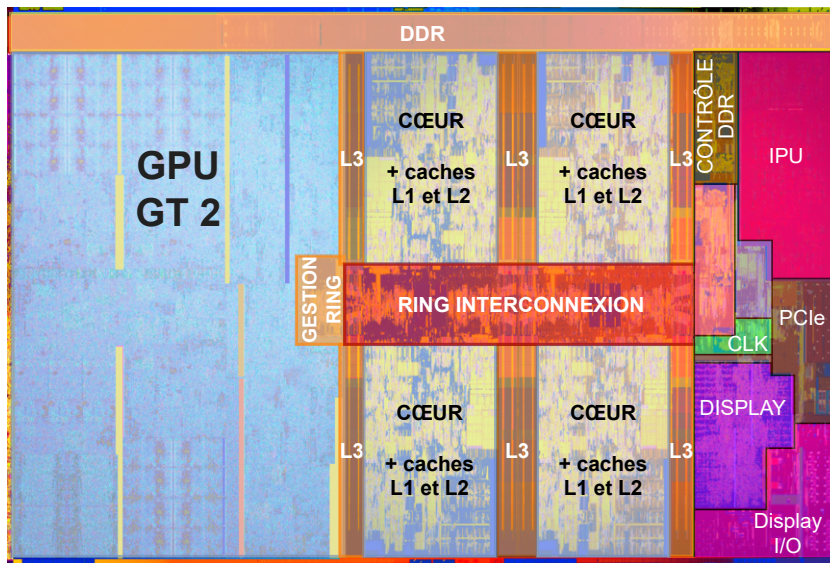 DDR
GPU
GT 2
L3
CŒUR
+ caches
L1 et L2
L3
CŒUR
+ caches
L1 et L2
L3
CONTRÔLE
DDR
IPU
GESTION
RING
RING INTERCONNEXION
PCIe
CLK
L3
CŒUR
+ caches
L1 et L2
L3
CŒUR
+ caches
L1 et L2
L3
DISPLAY
Display
I/O